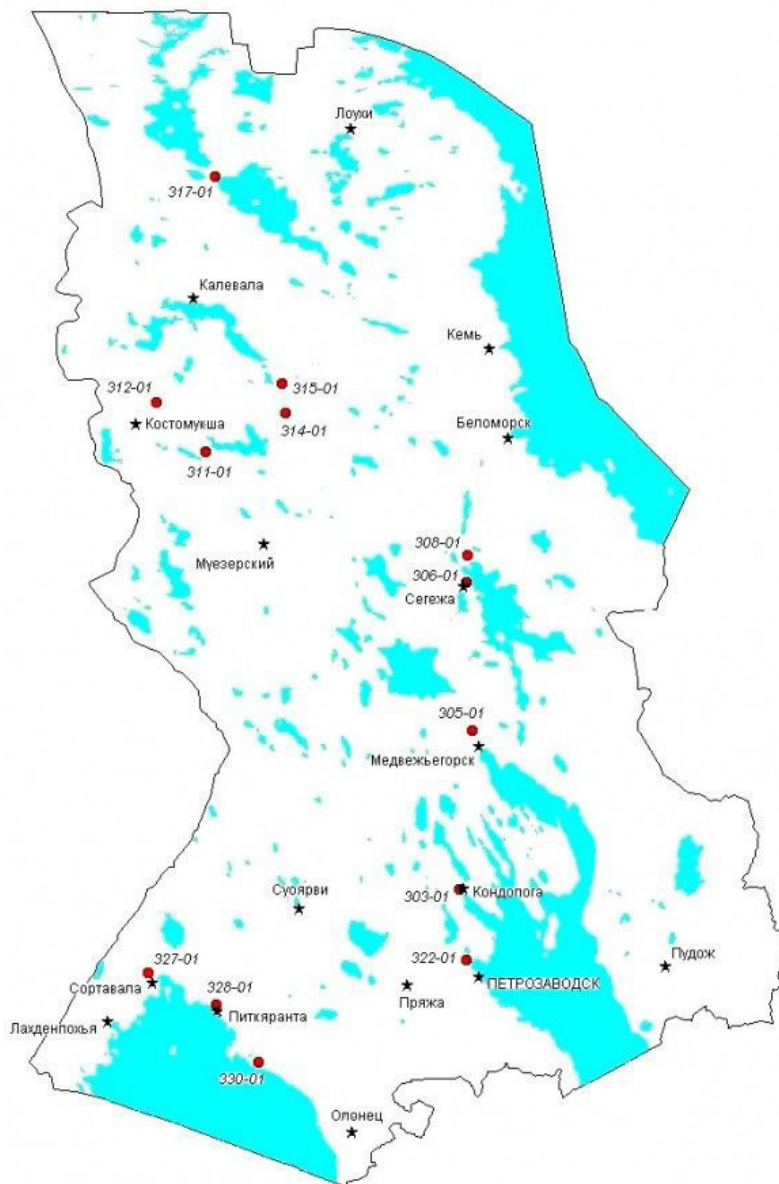 Лоухи
317-01
Калевала
Кемь
312-01
315-01
Костомукша
314-01
Беломорск
311-01
308-01
Муезерский
306-01
Сегежа
305-01
Медвежьегорск
303-01
Кондопога
Суоярви
327-01
322-01
Пудож
Сортавала
328-01
Пряжа
ПЕТРОЗАВОДСК
Лахденпохья
Питкяранта
330-01
Олонец